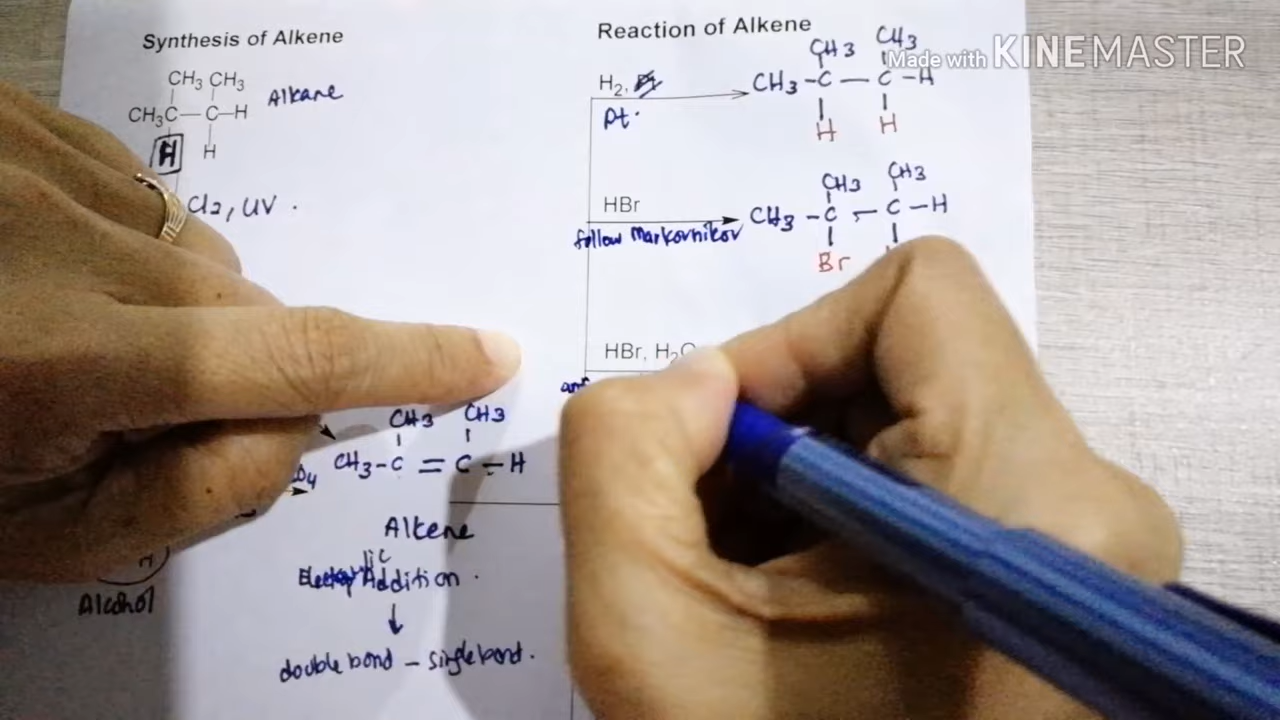 Made with KINEMASTER
Synthesis of Alkene
CH3 CH3
CH3C—C—H
Alkane
H
H
Cl2, UV .
CH3 CH3
CH3-C=C-H
Alkene
lic
Addition .
↓
double bond - single bond.
H
Alcohol
Reaction of Alkene
H2,
Pt.
CH3 CH3
CH3-C—C-H
H H
HBr
follow Markovnikov
CH3 CH3
CH3-C-C-H
Br
HBr, H2O